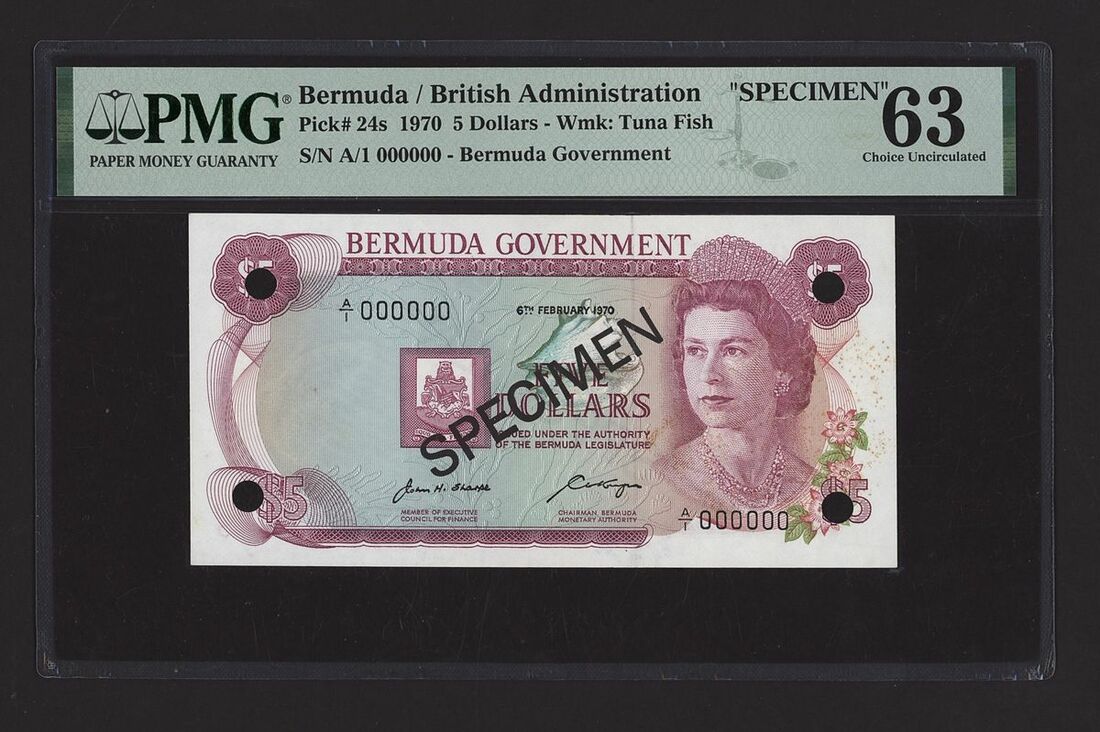 PMG®
PAPER MONEY GUARANTY
Bermuda / British Administration
Pick# 24s 1970 5 Dollars - Wmk: Tuna Fish
S/N A/1 000000 - Bermuda Government
"SPECIMEN"
63
Choice Uncirculated
BERMUDA GOVERNMENT
A/1 000000
6TH FEBRUARY 1970
SPECIMEN
FIVE
DOLLARS
ISSUED UNDER THE AUTHORITY
OF THE BERMUDA LEGISLATURE
John H. Sharpe
MEMBER OF EXECUTIVE
COUNCIL FOR FINANCE
CHAIRMAN, BERMUDA
MONETARY AUTHORITY
$5
$5
A/1 000000